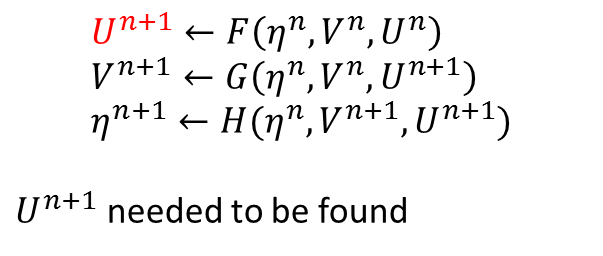 U^{n+1} ← F(η^n, V^n, U^n)
V^{n+1} ← G(η^n, V^n, U^{n+1})
η^{n+1} ← H(η^n, V^{n+1}, U^{n+1})
U^{n+1} needed to be found